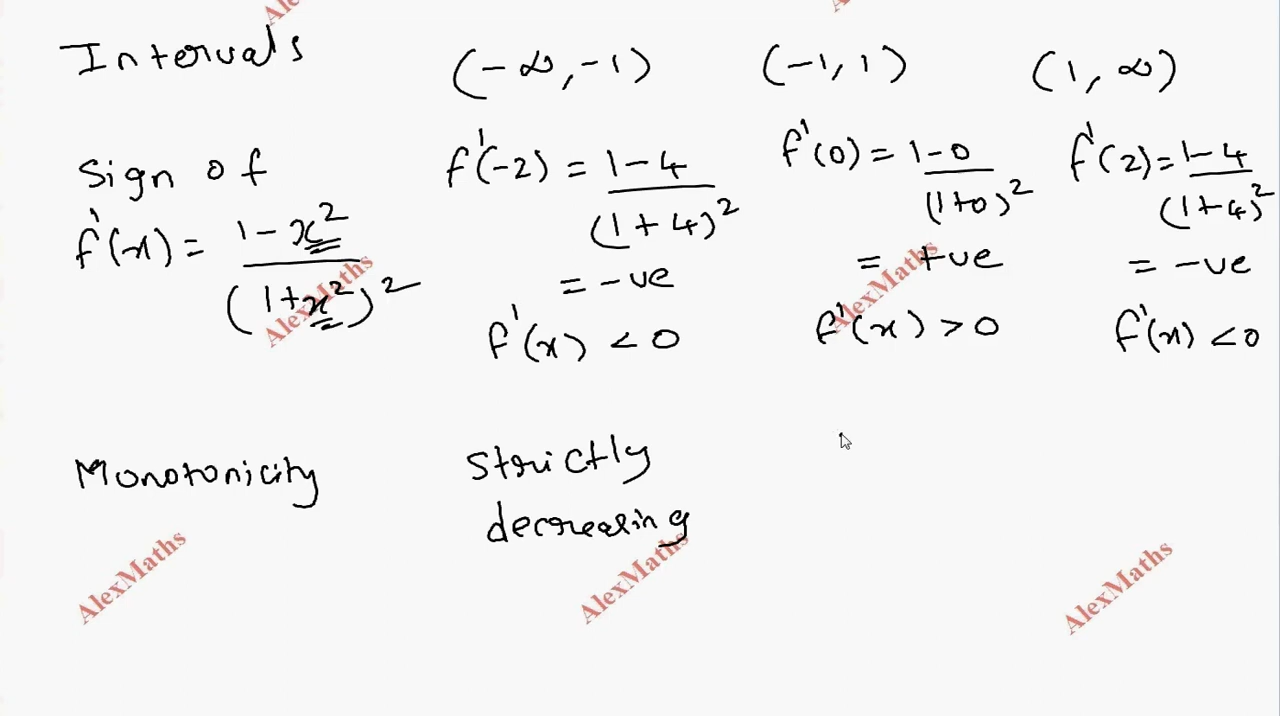 Intervals (-∞, -1) (-1, 1) (1, ∞)
Sign of f'(-2) = 1-4/(1+4)² f'(0) = 1-0/(1+0)² f'(2) = 1-4/(1+4)²
f'(x) = 1-x²/(1+x²)² = -ve = +ve = -ve
f'(x) < 0 f'(x) > 0 f'(x) < 0
Monotonicity Strictly
decreasing
AlexMaths
AlexMaths
AlexMaths
AlexMaths
AlexMaths